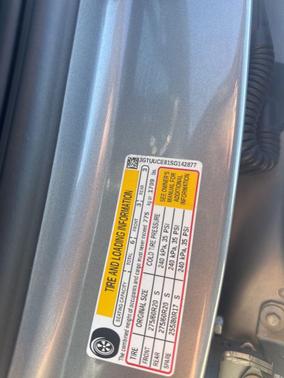 3GTUUCE81SG142877
TIRE AND LOADING INFORMATION
SEATING CAPACITY TOTAL 6 FRONT 3 REAR 3
The combined weight of occupants and cargo should never exceed 775 kg or 1709 lbs
TIRE ORIGINAL SIZE COLD TIRE PRESSURE
FRONT 275/60R20 S 240 kPa, 35 PSI
REAR 275/60R20 S 240 kPa, 35 PSI
SPARE 255/80R17 S 240 kPa, 35 PSI
SEE OWNER'S
MANUAL FOR
ADDITIONAL
INFORMATION